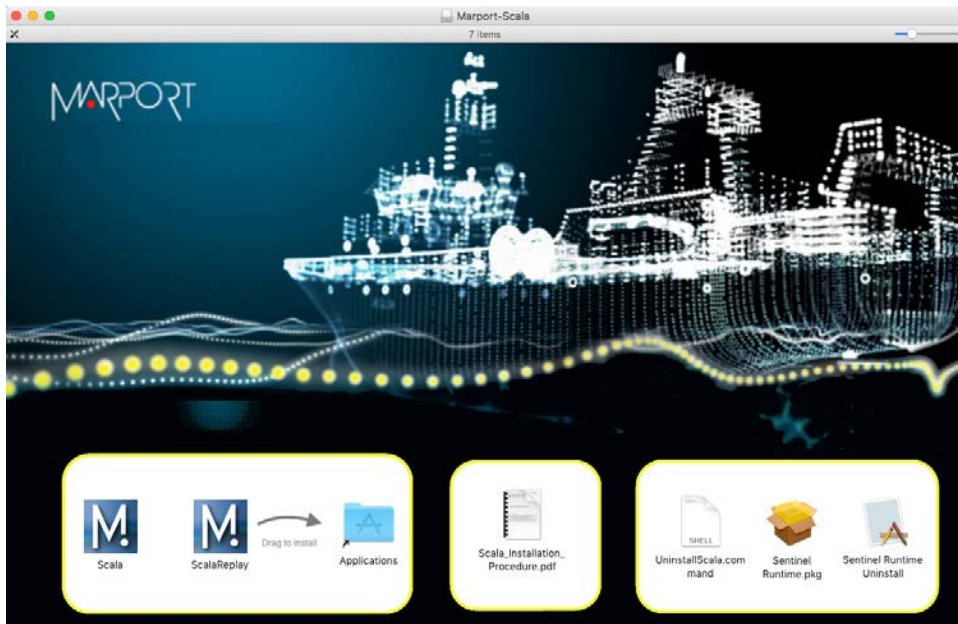 Marport-Scala
7 items
MARPORT
Scala
ScalaReplay
Drag to install
Applications
Scala_Installation_
Procedure.pdf
SHELL
UninstallScala.com
mand
Sentinel
Runtime.pkg
Sentinel Runtime
Uninstall